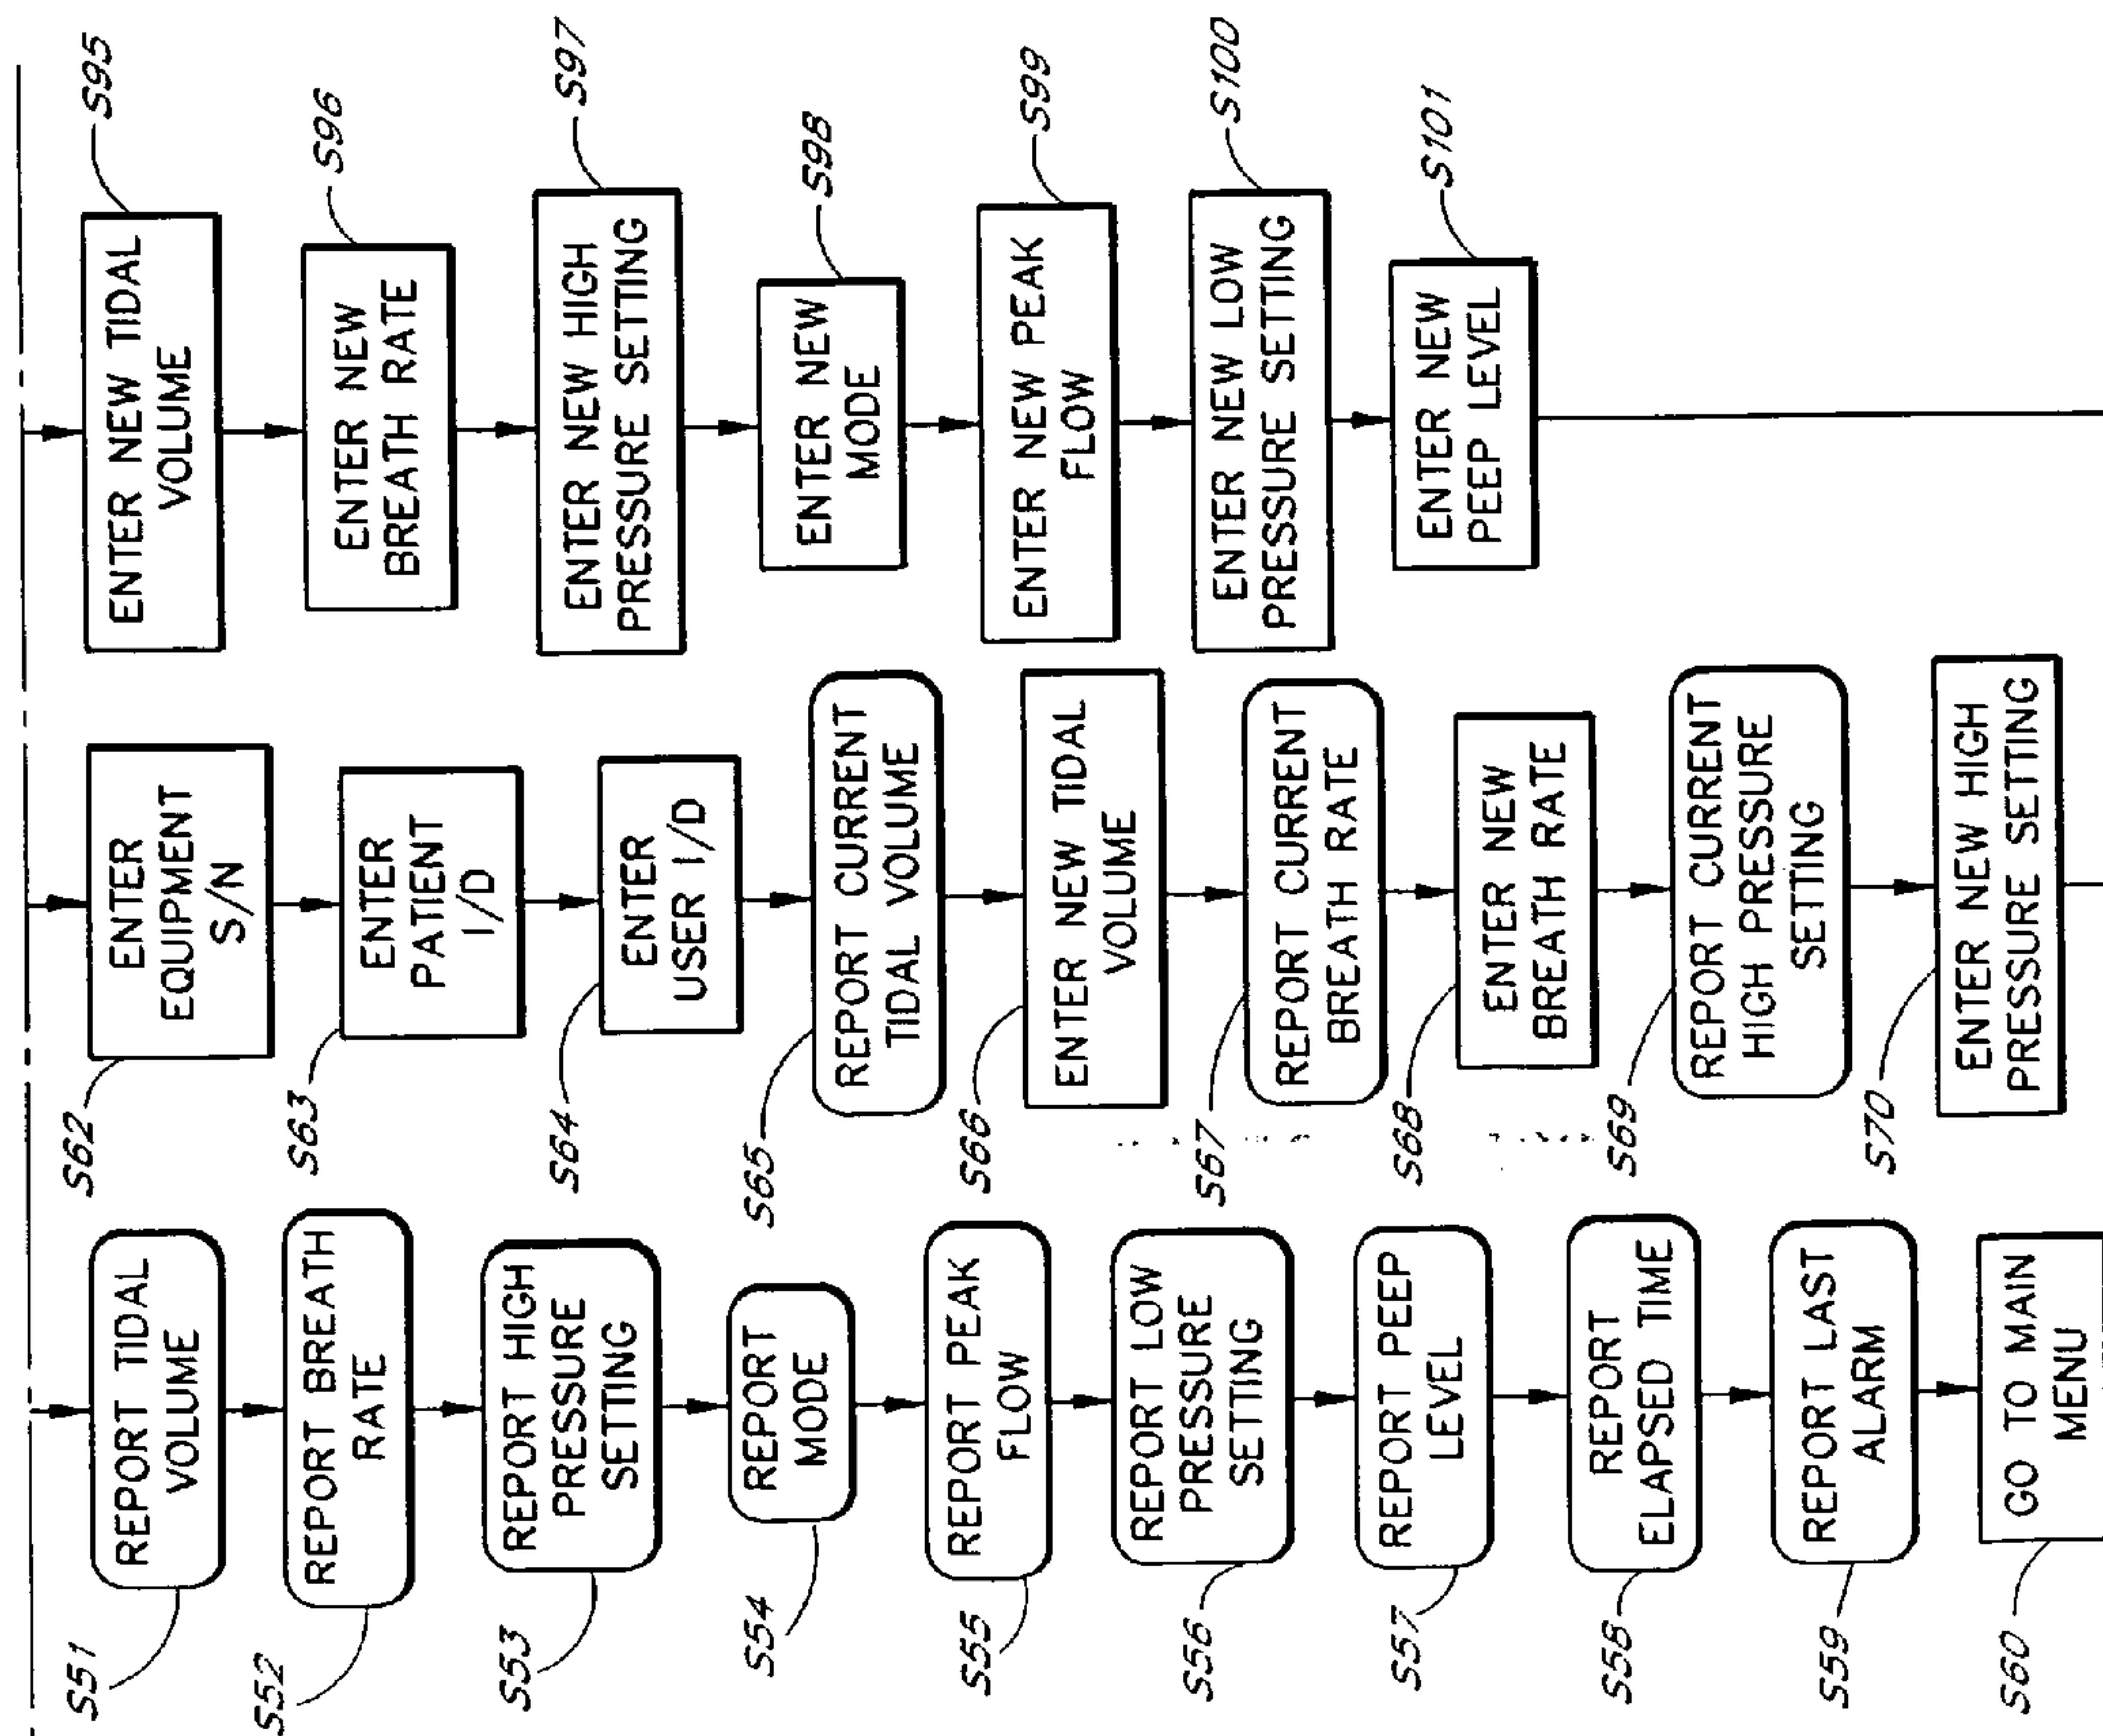 S51
REPORT TIDAL
VOLUME
S52
REPORT BREATH
RATE
S53
REPORT HIGH
PRESSURE
SETTING
S54
REPORT
MODE
S55
REPORT PEAK
FLOW
S56
REPORT LOW
PRESSURE
SETTING
S57
REPORT PEEP
LEVEL
S58
REPORT
ELAPSED TIME
S59
REPORT LAST
ALARM
S60
GO TO MAIN
MENU
S62
ENTER
EQUIPMENT
S/N
S63
ENTER
PATIENT
I/D
S64
ENTER
USER I/D
S65
REPORT CURRENT
TIDAL VOLUME
S66
ENTER NEW TIDAL
VOLUME
S67
REPORT CURRENT
BREATH RATE
S68
ENTER NEW
BREATH RATE
S69
REPORT CURRENT
HIGH PRESSURE
SETTING
S70
ENTER NEW HIGH
PRESSURE SETTING
S95
ENTER NEW TIDAL
VOLUME
S96
ENTER NEW
BREATH RATE
S97
ENTER NEW HIGH
PRESSURE SETTING
S98
ENTER NEW
MODE
S99
ENTER NEW PEAK
FLOW
S100
ENTER NEW LOW
PRESSURE SETTING
S101
ENTER NEW
PEEP LEVEL